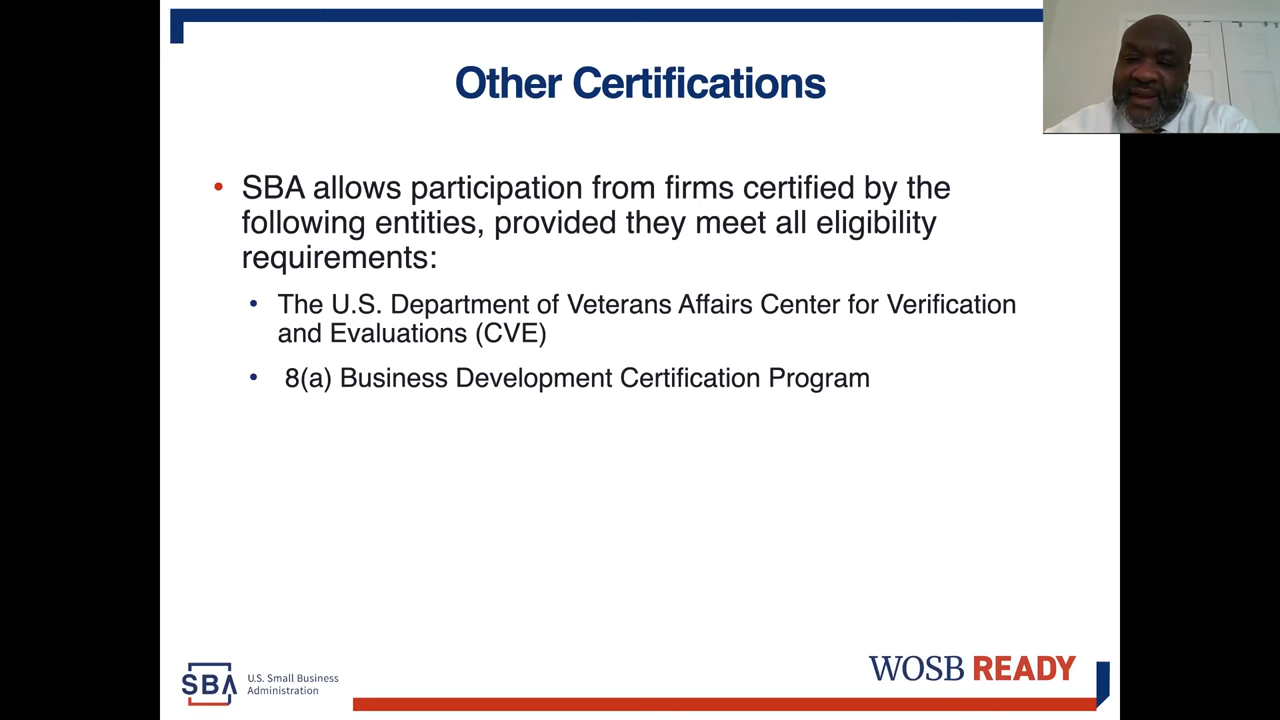 Other Certifications
• SBA allows participation from firms certified by the
following entities, provided they meet all eligibility
requirements:
• The U.S. Department of Veterans Affairs Center for Verification
and Evaluations (CVE)
• 8(a) Business Development Certification Program
SBA
U.S. Small Business
Administration
WOSB READY